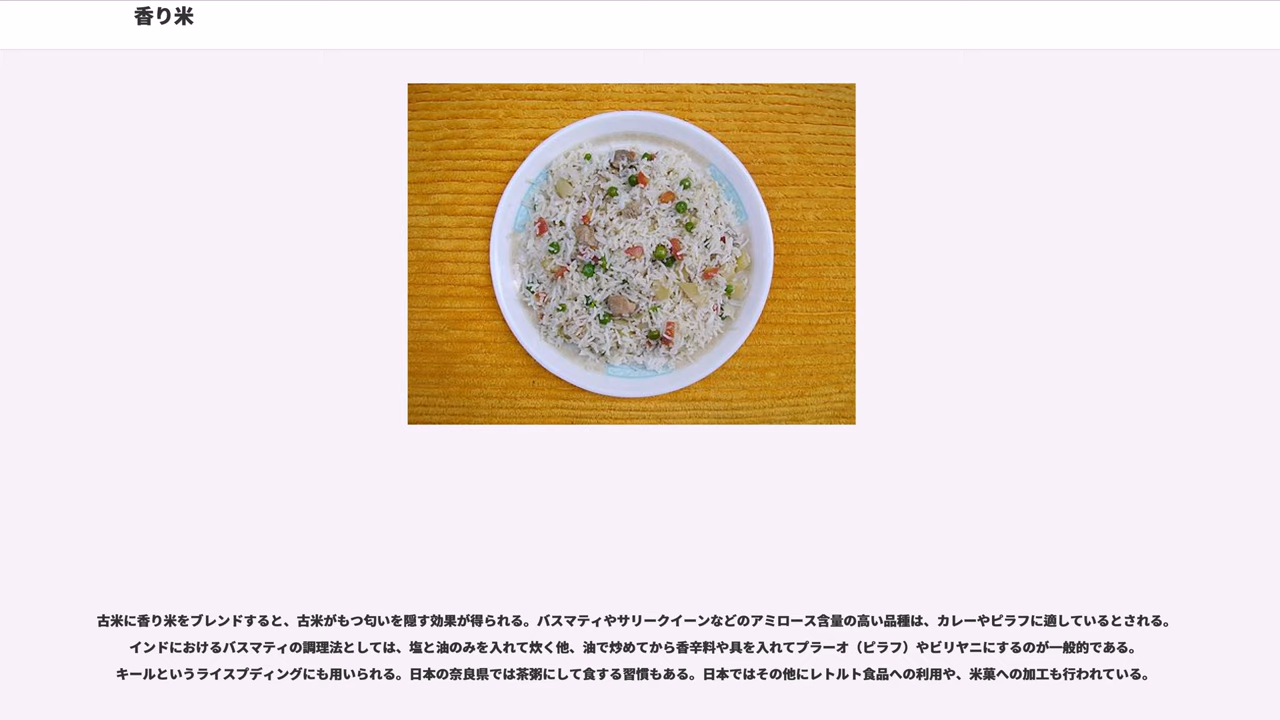 香り米
古米に香り米をブレンドすると、古米がもつ匂いを隠す効果が得られる。バスマティやサリークイーンなどのアミロース含量の高い品種は、カレーやピラフに適しているとされる。
インドにおけるバスマティの調理法としては、塩と油のみを入れて炊く他、油で炒めてから香辛料や具を入れてプラーオ（ピラフ）やビリヤニにするのが一般的である。
キールというライスプディングにも用いられる。日本の奈良県では茶粥にして食する習慣もある。日本ではその他にレトルト食品への利用や、米菓への加工も行われている。